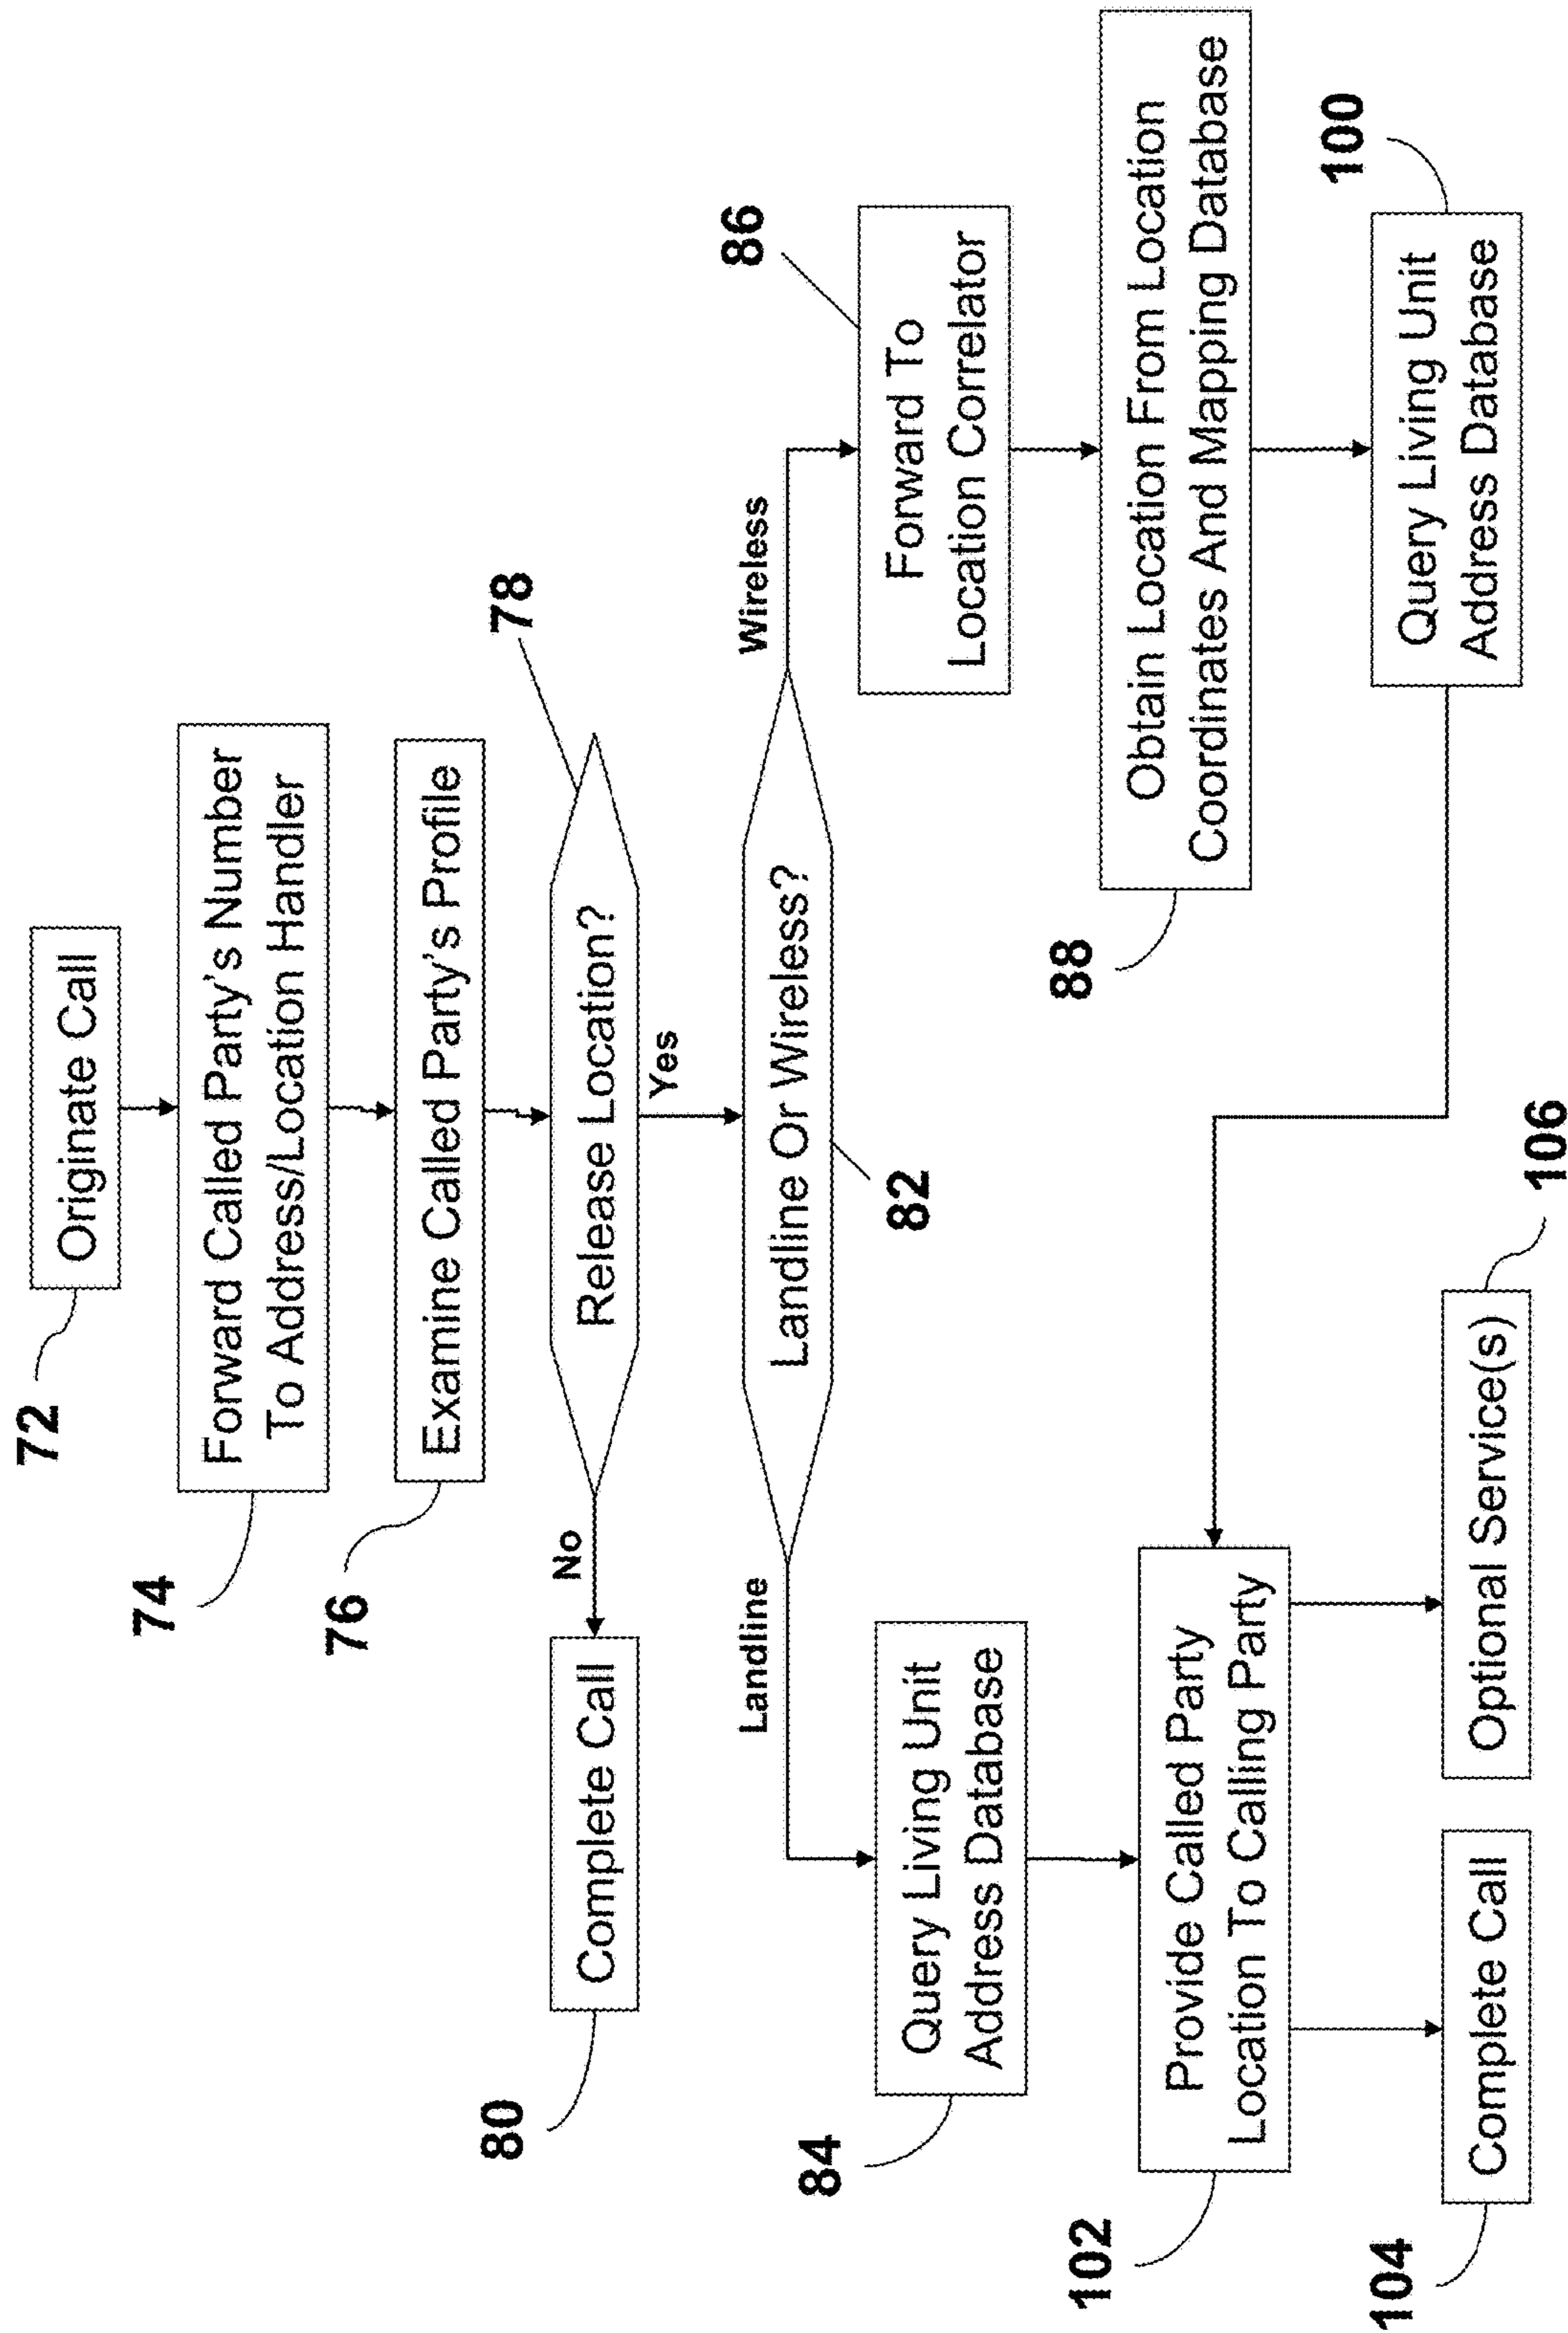 72
Originate Call
74
Forward Called Party's Number
To Address/Location Handler
76
Examine Called Party's Profile
78
Release Location?
No
Yes
80
Complete Call
82
Landline Or Wireless?
Landline
Wireless
84
Query Living Unit
Address Database
86
Forward To
Location Correlator
88
Obtain Location From Location
Coordinates And Mapping Database
100
Query Living Unit
Address Database
102
Provide Called Party
Location To Calling Party
104
Complete Call
106
Optional Service(s)